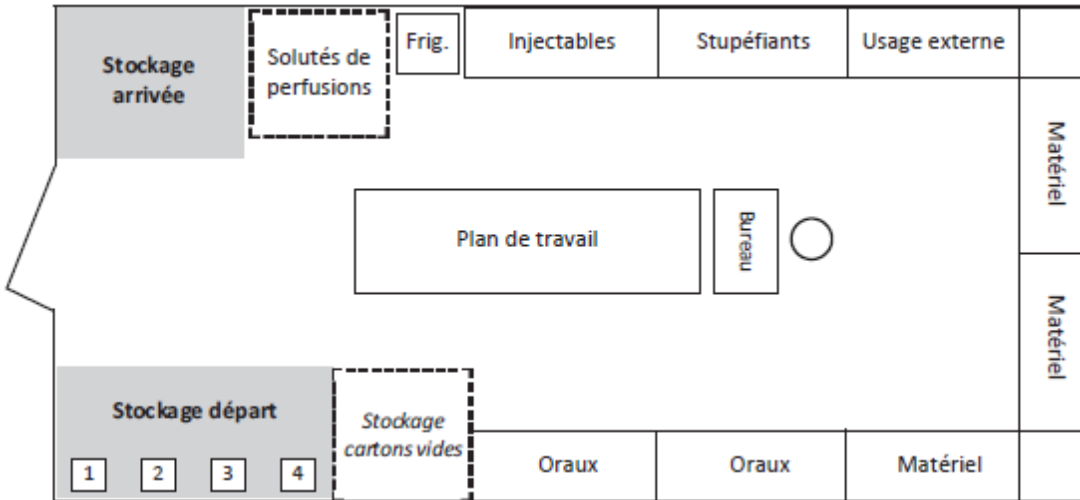 Stockage
arrivée
Solutés de
perfusions
Frig.
Injectables
Stupéfiants
Usage externe
Matériel
Plan de travail
Bureau
Matériel
Stockage départ
1
2
3
4
Stockage
cartons vides
Oraux
Oraux
Matériel